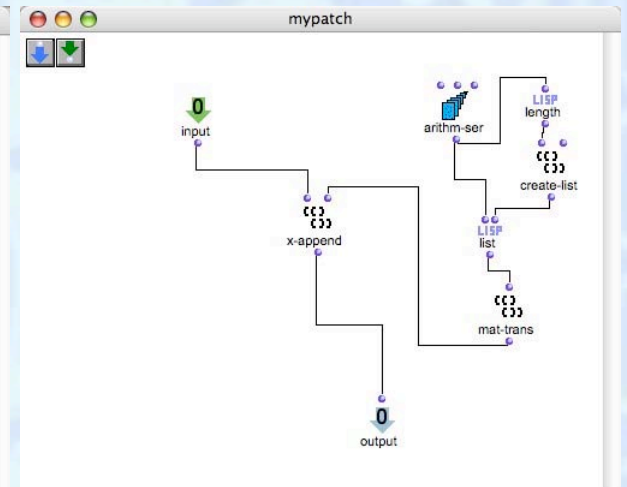 mypatch
0
input
arithm-ser
LISP
length
create-list
x-append
LISP
list
mat-trans
0
output